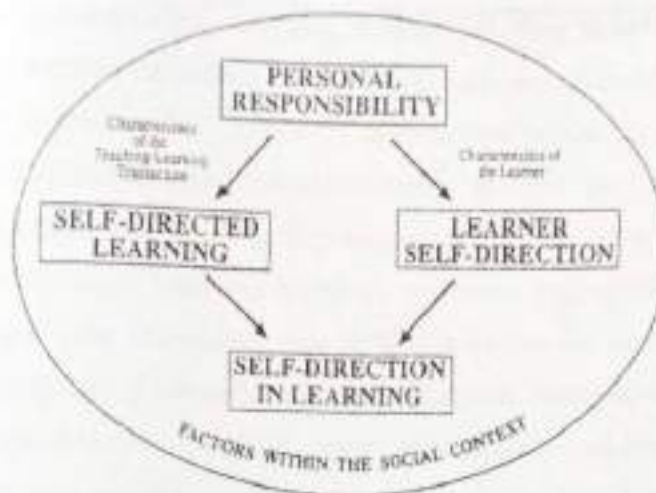 PERSONAL
RESPONSIBILITY
Characteristics
of the
Teaching-Learning
Transaction
Characteristics of
the Learner
SELF-DIRECTED
LEARNING
LEARNER
SELF-DIRECTION
SELF-DIRECTION
IN LEARNING
FACTORS WITHIN THE SOCIAL CONTEXT